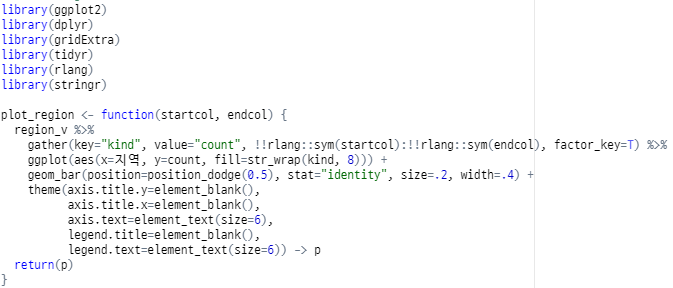 library(ggplot2)
library(dplyr)
library(gridExtra)
library(tidyr)
library(rlang)
library(stringr)

plot_region <- function(startcol, endcol) {
  region_v %>%
    gather(key="kind", value="count", !!rlang::sym(startcol):!!rlang::sym(endcol), factor_key=T) %>%
    ggplot(aes(x=지역, y=count, fill=str_wrap(kind, 8))) +
    geom_bar(position=position_dodge(0.5), stat="identity", size=.2, width=.4) +
    theme(axis.title.y=element_blank(),
          axis.title.x=element_blank(),
          axis.text=element_text(size=6),
          legend.title=element_blank(),
          legend.text=element_text(size=6)) -> p
  return(p)
}